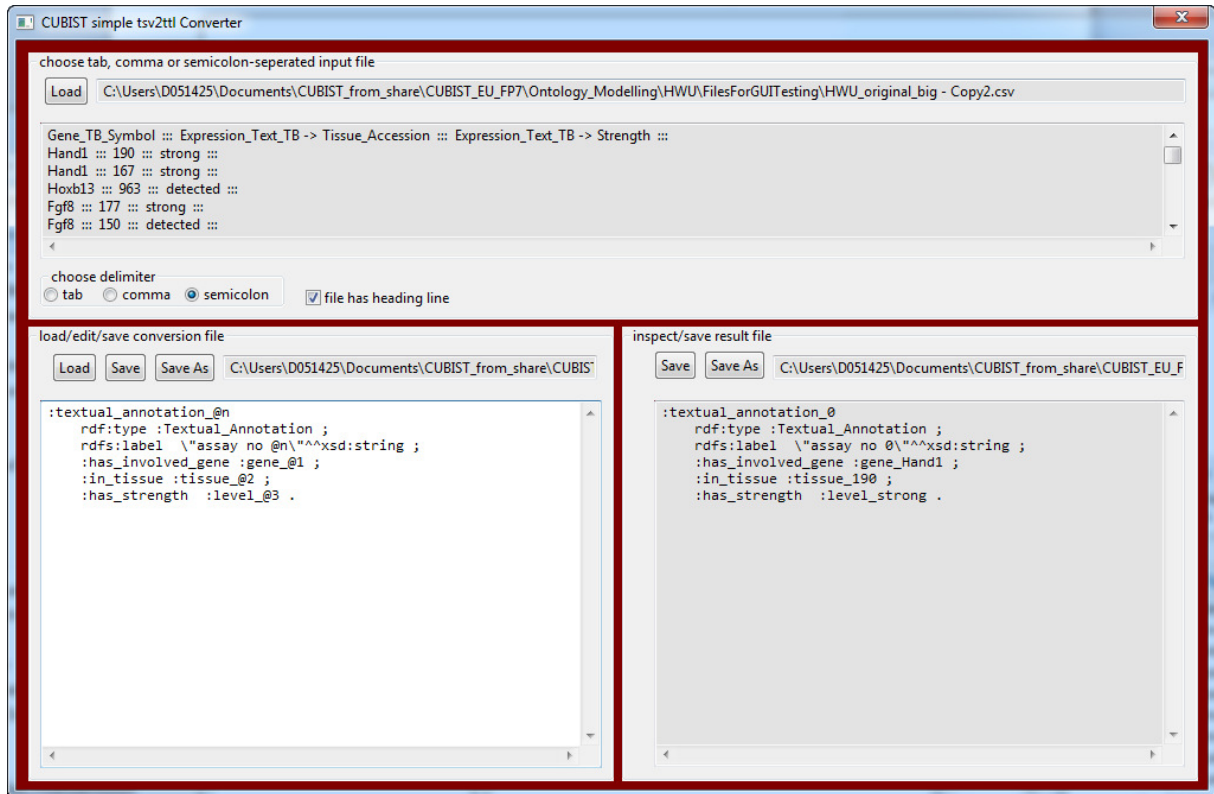 CUBIST simple tsv2ttl Converter
choose tab, comma or semicolon-seperated input file
Load C:\Users\D051425\Documents\CUBIST_from_share\CUBIST_EU_FP7\Ontology_Modelling\HWU\FilesForGUITesting\HWU_original_big - Copy2.csv
Gene_TB_Symbol ::: Expression_Text_TB -> Tissue_Accession ::: Expression_Text_TB -> Strength :::
Hand1 ::: 190 ::: strong :::
Hand1 ::: 167 ::: strong :::
Hoxb13 ::: 963 ::: detected :::
Fgf8 ::: 177 ::: strong :::
Fgf8 ::: 150 ::: detected :::
choose delimiter
tab comma semicolon file has heading line
load/edit/save conversion file
Load Save Save As C:\Users\D051425\Documents\CUBIST_from_share\CUBIS
:textual_annotation_@n
rdf:type :Textual_Annotation ;
rdfs:label \"assay no @n\"^^xsd:string ;
:has_involved_gene :gene_@1 ;
:in_tissue :tissue_@2 ;
:has_strength :level_@3 .
inspect/save result file
Save Save As C:\Users\D051425\Documents\CUBIST_from_share\CUBIST_EU_F
:textual_annotation_0
rdf:type :Textual_Annotation ;
rdfs:label \"assay no 0\"^^xsd:string ;
:has_involved_gene :gene_Hand1 ;
:in_tissue :tissue_190 ;
:has_strength :level_strong .